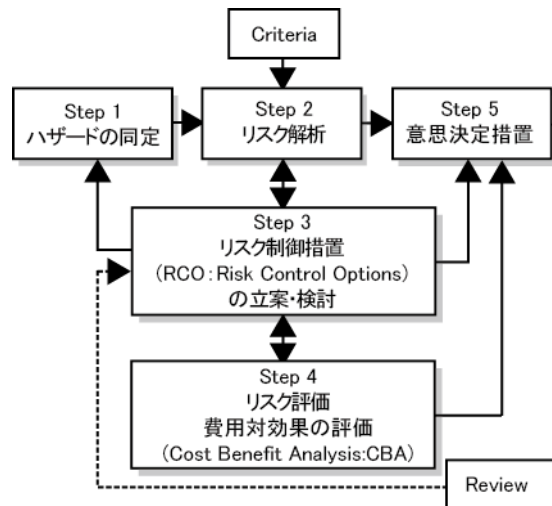 Criteria
Step 1
ハザードの同定
Step 2
リスク解析
Step 5
意思決定措置
Step 3
リスク制御措置
(RCO：Risk Control Options)
の立案・検討
Step 4
リスク評価
費用対効果の評価
(Cost Benefit Analysis:CBA)
Review